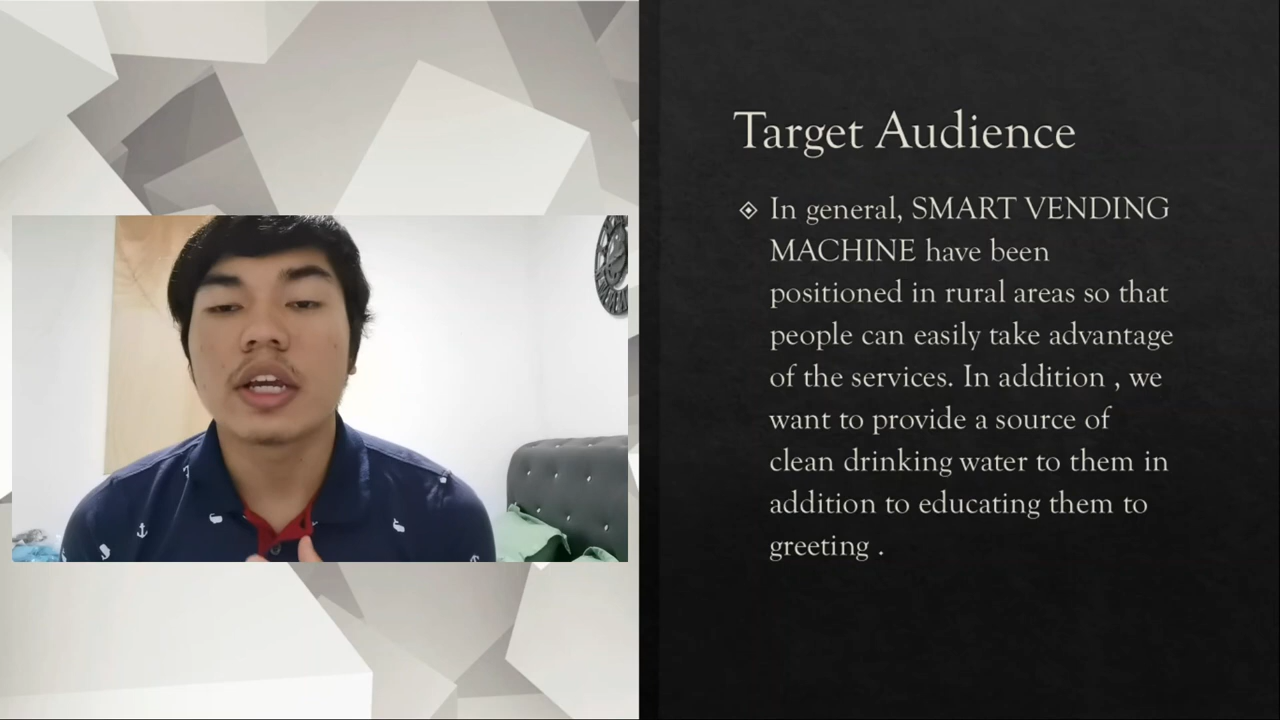 Target Audience
In general, SMART VENDING
MACHINE have been
positioned in rural areas so that
people can easily take advantage
of the services. In addition , we
want to provide a source of
clean drinking water to them in
addition to educating them to
greeting .